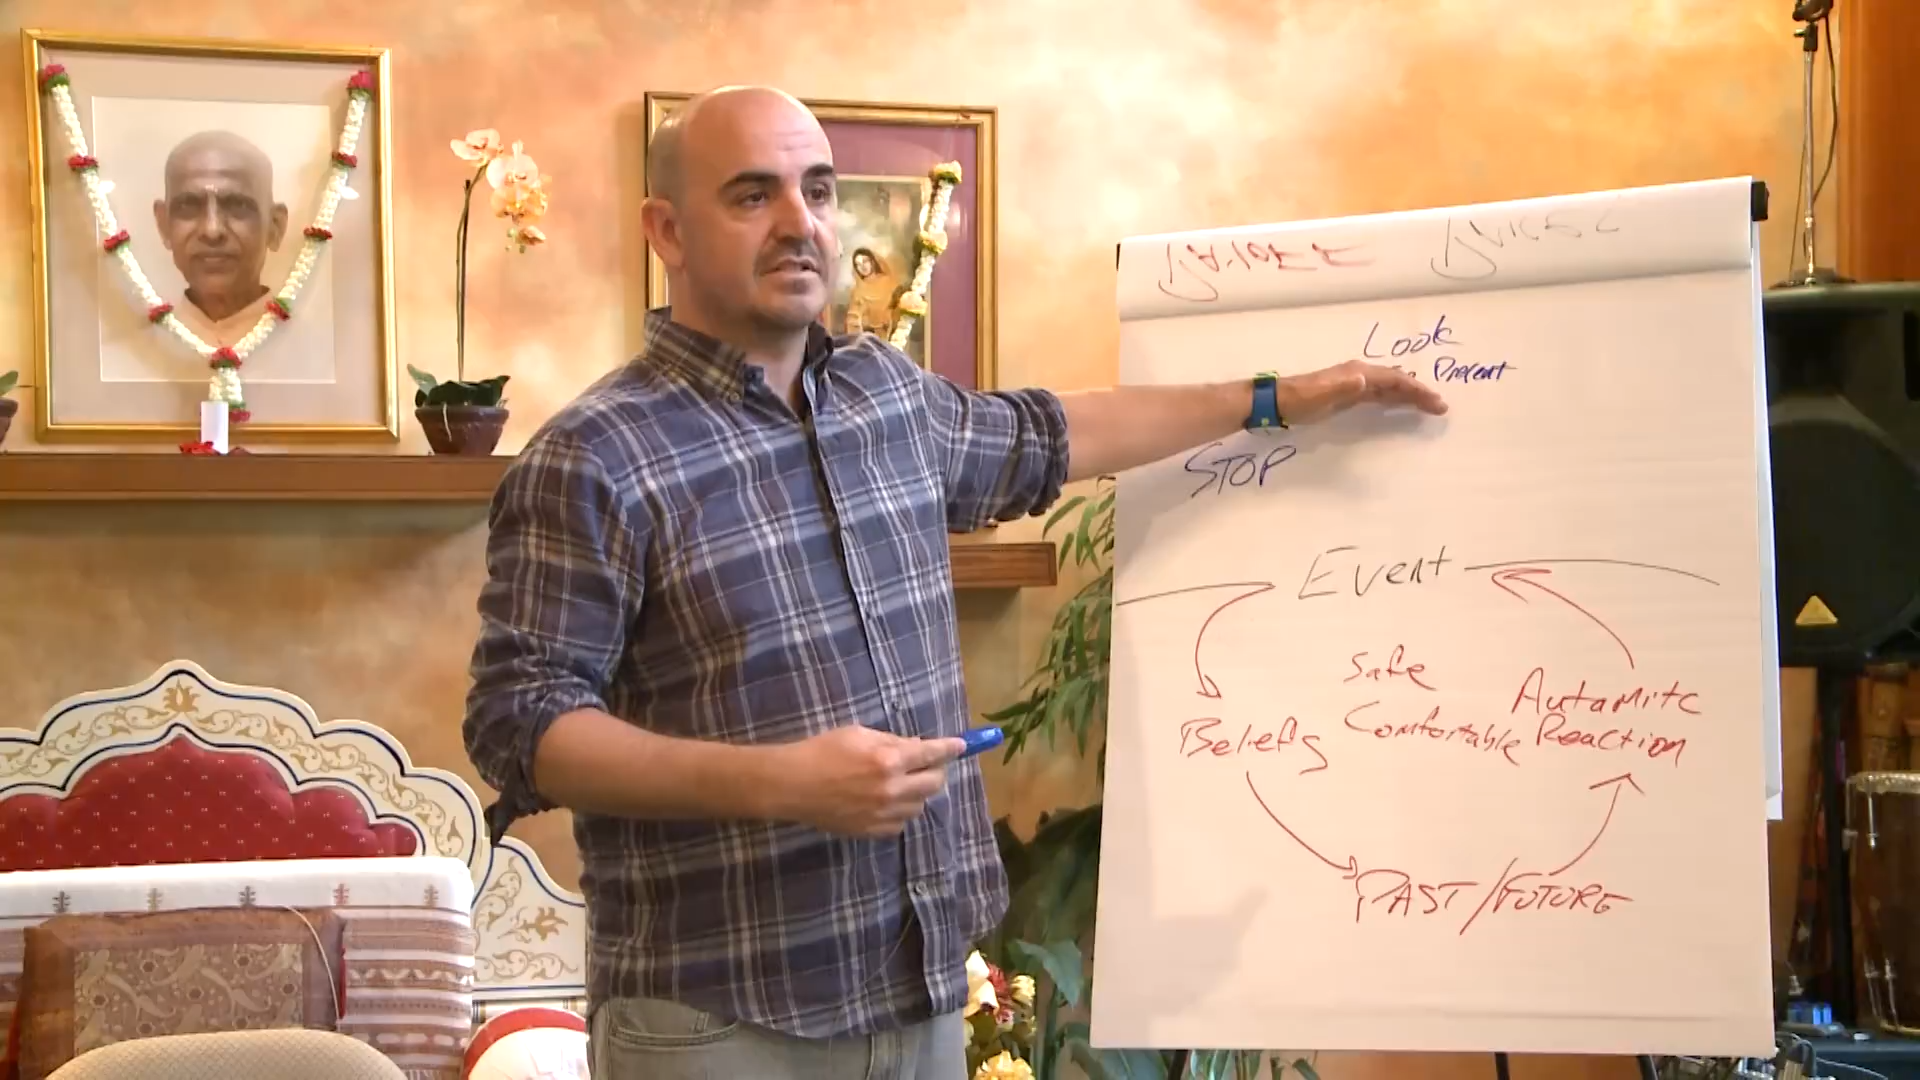 Look
Present
STOP
Event
Safe
Comfortable
Autamitc
Reaction
Beliefs
PAST/FUTURE